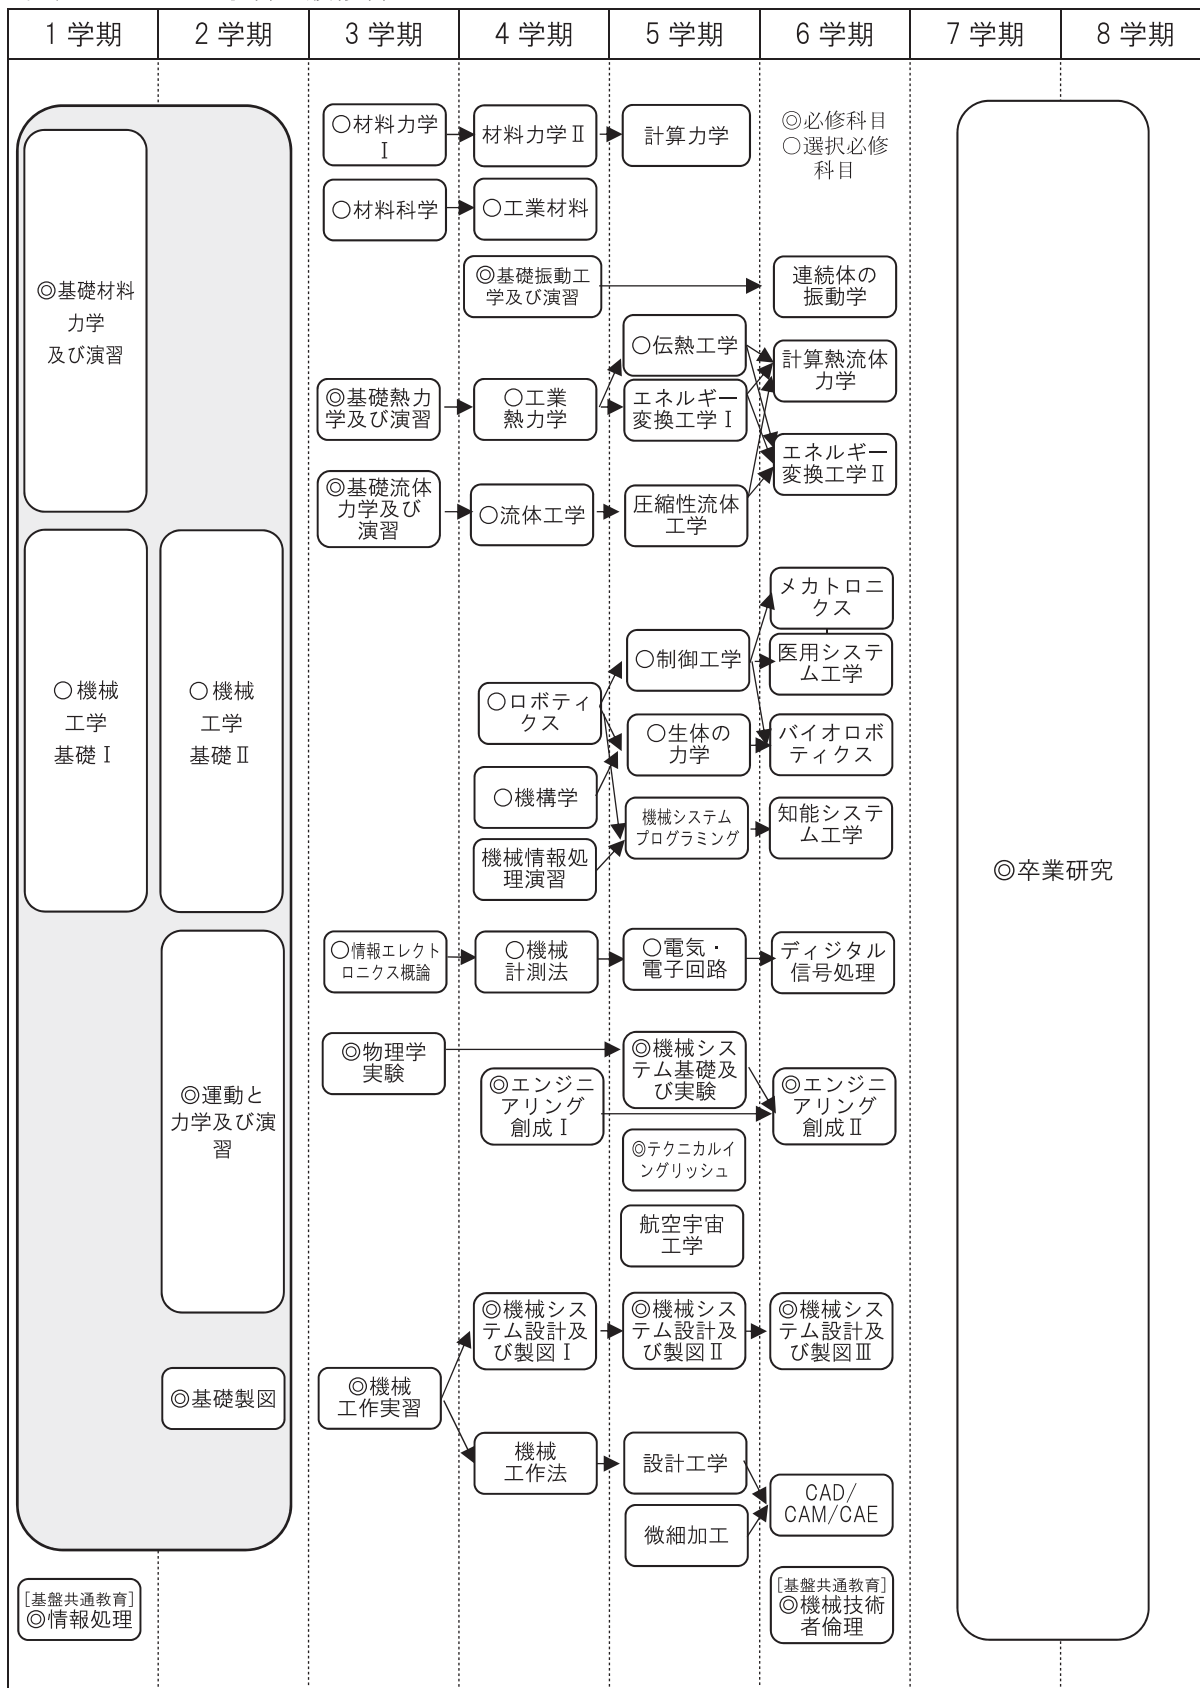 1 学期
2 学期
3 学期
4 学期
5 学期
6 学期
7 学期
8 学期
◎基礎材料
力学
及び演習
○機械
工学
基礎Ⅰ
[基盤共通教育]
◎情報処理
○機械
工学
基礎Ⅱ
◎運動と
力学及び演
習
◎基礎製図
○材料力学
Ⅰ
○材料科学
◎基礎熱力
学及び演習
◎基礎流体
力学及び
演習
○情報エレクト
ロニクス概論
◎物理学
実験
◎機械
工作実習
材料力学Ⅱ
○工業材料
◎基礎振動工
学及び演習
○工業
熱力学
○流体工学
○ロボティ
クス
○機構学
機械情報処
理演習
○機械
計測法
◎エンジニ
アリング
創成Ⅰ
◎機械シス
テム設計及
び製図Ⅰ
機械
工作法
計算力学
○伝熱工学
エネルギー
変換工学Ⅰ
圧縮性流体
工学
○制御工学
○生体の
力学
機械システム
プログラミング
○電気・
電子回路
◎機械シス
テム基礎及
び実験
◎テクニカルイ
ングリッシュ
航空宇宙
工学
◎機械シス
テム設計及
び製図Ⅱ
設計工学
微細加工
◎必修科目
○選択必修
科目
連続体の
振動学
計算熱流体
力学
エネルギー
変換工学Ⅱ
メカトロニ
クス
医用システ
ム工学
バイオロボ
ティクス
知能システ
ム工学
ディジタル
信号処理
◎エンジニ
アリング
創成Ⅱ
◎機械シス
テム設計及
び製図Ⅲ
CAD/
CAM/CAE
[基盤共通教育]
◎機械技術
者倫理
◎卒業研究